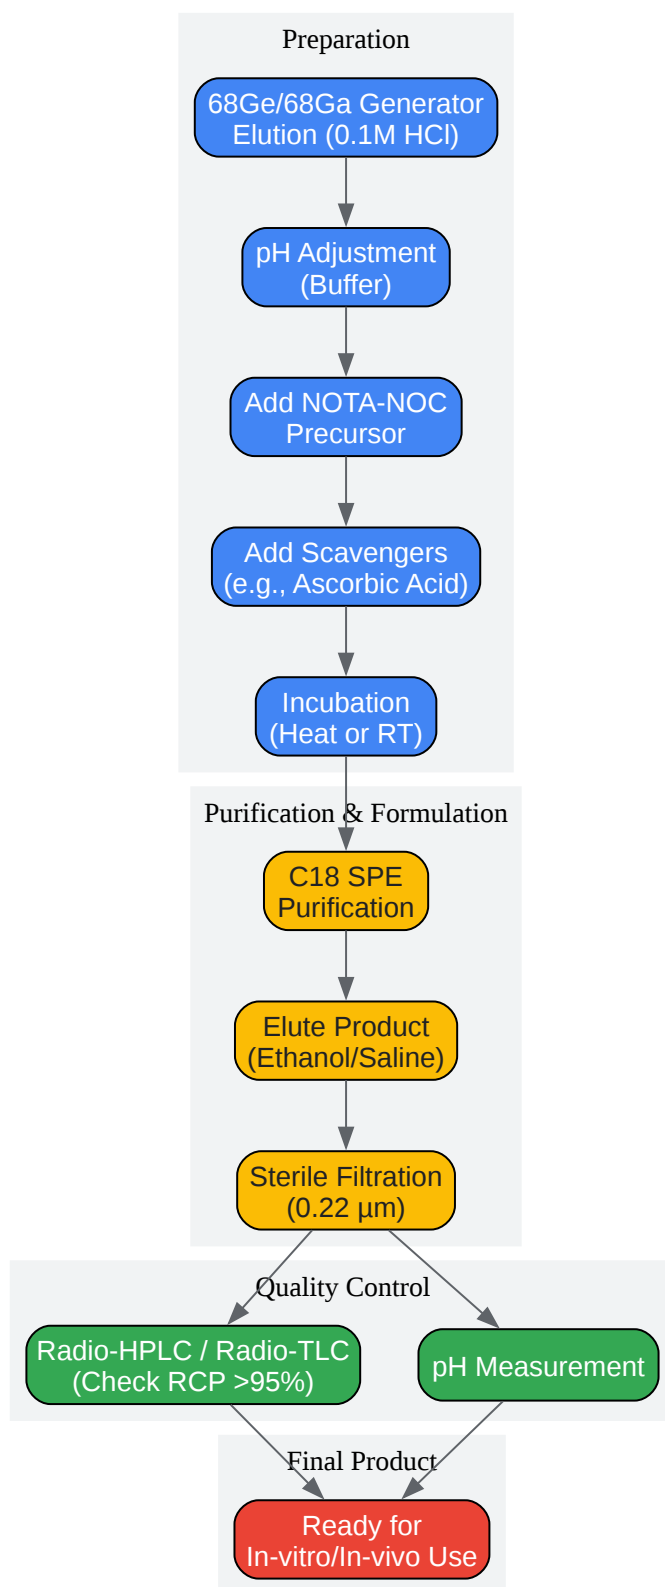 Preparation
68Ge/68Ga Generator
Elution (0.1M HCl)
pH Adjustment
(Buffer)
Add NOTA-NOC
Precursor
Add Scavengers
(e.g., Ascorbic Acid)
Incubation
(Heat or RT)
Purification & Formulation
C18 SPE
Purification
Elute Product
(Ethanol/Saline)
Sterile Filtration
(0.22 µm)
Quality Control
Radio-HPLC / Radio-TLC
(Check RCP >95%)
pH Measurement
Final Product
Ready for
In-vitro/In-vivo Use